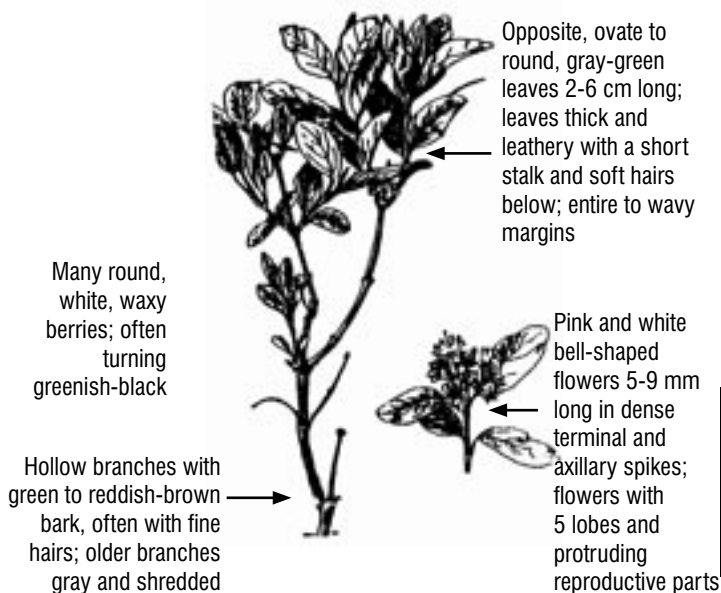 Opposite, ovate to
round, gray-green
leaves 2-6 cm long;
leaves thick and
leathery with a short
stalk and soft hairs
below; entire to wavy
margins
Many round,
white, waxy
berries; often
turning
greenish-black
Pink and white
bell-shaped
flowers 5-9 mm
long in dense
terminal and
axillary spikes;
flowers with
5 lobes and
protruding
reproductive parts
Hollow branches with
green to reddish-brown
bark, often with fine
hairs; older branches
gray and shredded